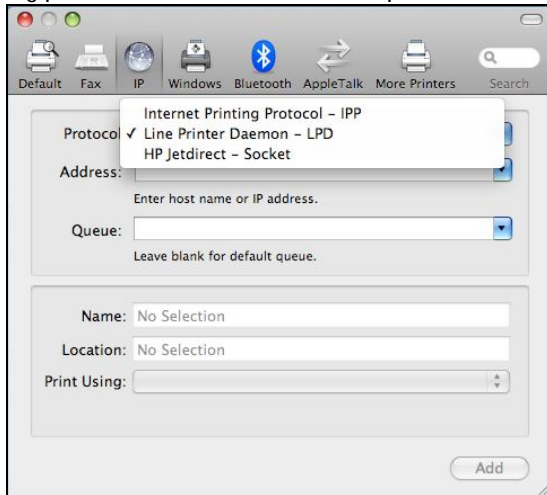 Default Fax IP Windows Bluetooth AppleTalk More Printers Search
Internet Printing Protocol – IPP
Protocol ✓ Line Printer Daemon – LPD
HP Jetdirect – Socket
Address:
Enter host name or IP address.
Queue:
Leave blank for default queue.
Name: No Selection
Location: No Selection
Print Using:
Add